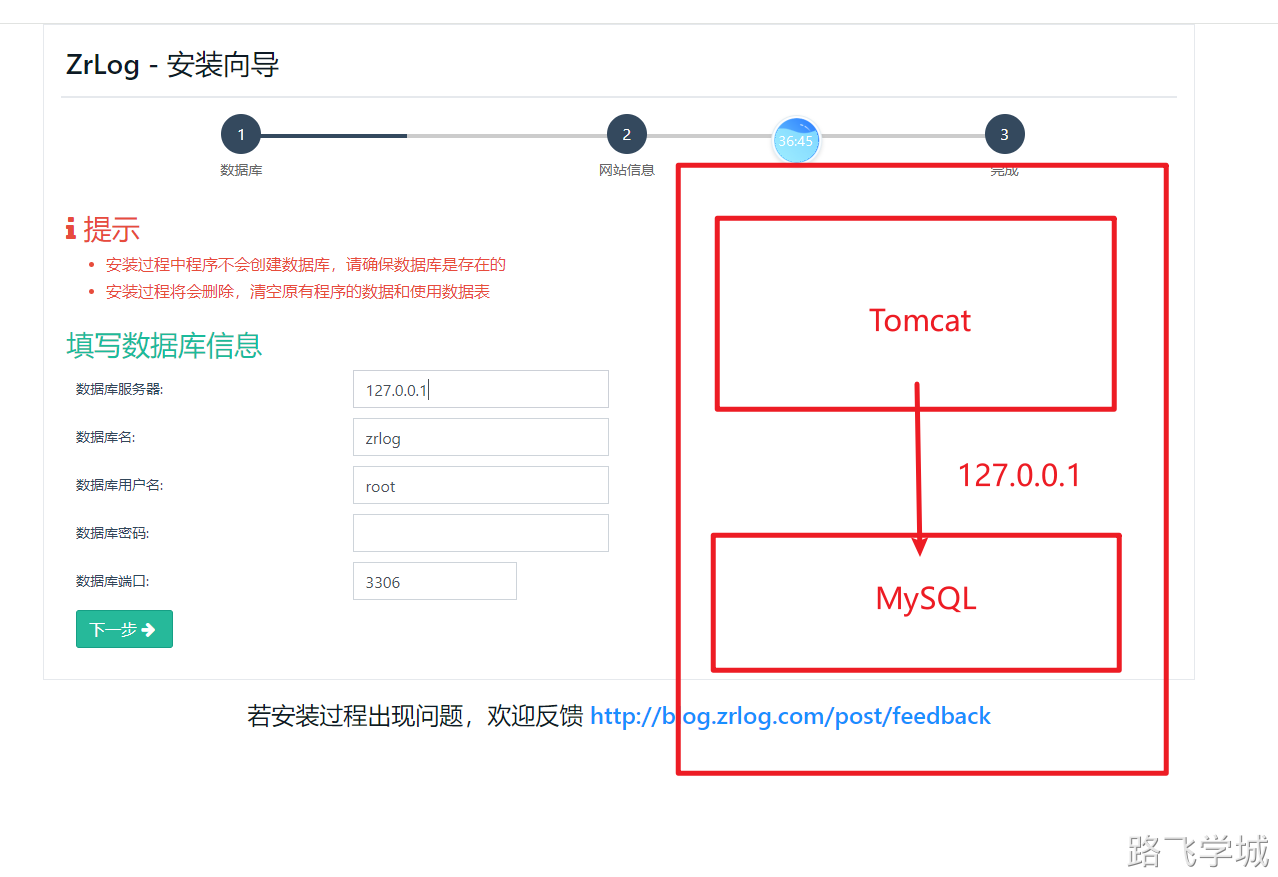 ZrLog - 安装向导
1
2
36:45
3
数据库
网站信息
完成
提示
安装过程中程序不会创建数据库，请确保数据库是存在的
安装过程将会删除，清空原有程序的数据和使用数据表
填写数据库信息
数据库服务器:
127.0.0.1
数据库名:
zrlog
数据库用户名:
root
数据库密码:
数据库端口:
3306
下一步
Tomcat
127.0.0.1
MySQL
若安装过程出现问题，欢迎反馈 http://blog.zrlog.com/post/feedback
路飞学城